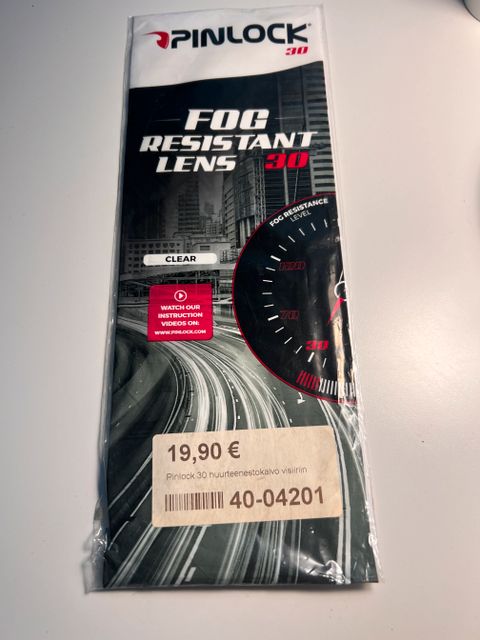 PINLOCK®
30
FOG
RESISTANT
LENS 30
FOG RESISTANCE
LEVEL
CLEAR
120
70
30
WATCH OUR
INSTRUCTION
VIDEOS ON:
WWW.PINLOCK.COM
19,90 €
Pinlock 30 huurteenestokalvo visiiriin
40-04201